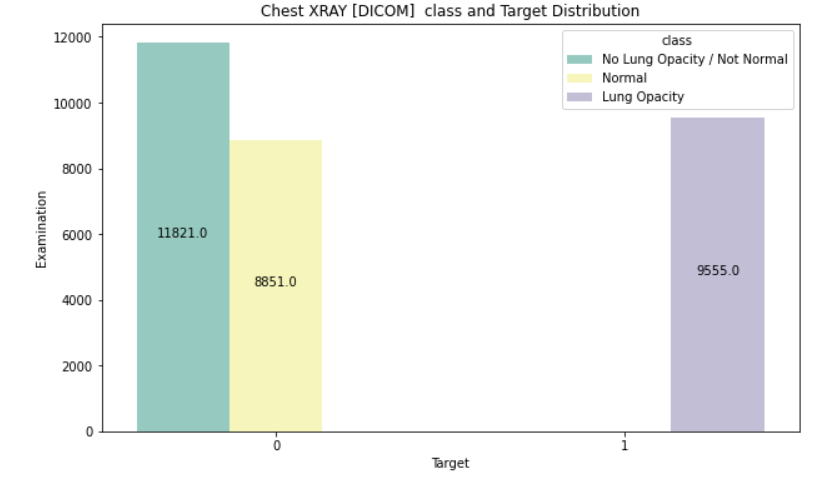 Chest XRAY [DICOM]  class and Target Distribution
12000
10000
8000
6000
4000
2000
0
Examination
class
No Lung Opacity / Not Normal
Normal
Lung Opacity
11821.0
8851.0
9555.0
0
1
Target